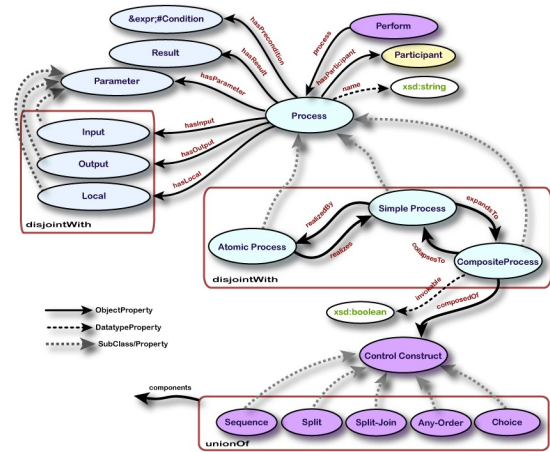 &expr;#Condition
hasPrecondition
process
Perform
Result
hasResult
hasParticipant
Participant
Parameter
hasParameter
name
xsd:string
Process
Input
hasInput
Output
hasOutput
Local
hasLocal
disjointWith
Simple Process
expandsTo
realizedBy
Atomic Process
realizes
collapsesTo
CompositeProcess
disjointWith
invokable
xsd:boolean
composedOf
ObjectProperty
DatatypeProperty
SubClass/Property
Control Construct
components
Sequence
Split
Split-Join
Any-Order
Choice
unionOf